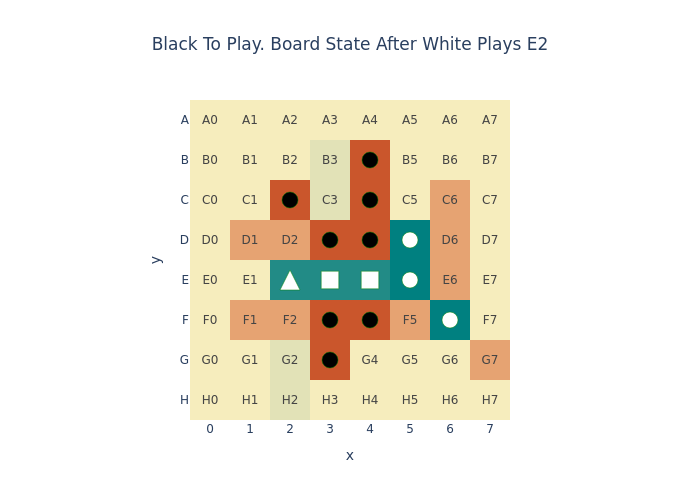 Black To Play. Board State After White Plays E2
A A0 A1 A2 A3 A4 A5 A6 A7
B B0 B1 B2 B3 B5 B6 B7
C C0 C1 C3 C5 C6 C7
D D0 D1 D2 D6 D7
y
E E0 E1 E6 E7
F F0 F1 F2 F5 F7
G G0 G1 G2 G4 G5 G6 G7
H H0 H1 H2 H3 H4 H5 H6 H7
0 1 2 3 4 5 6 7
x